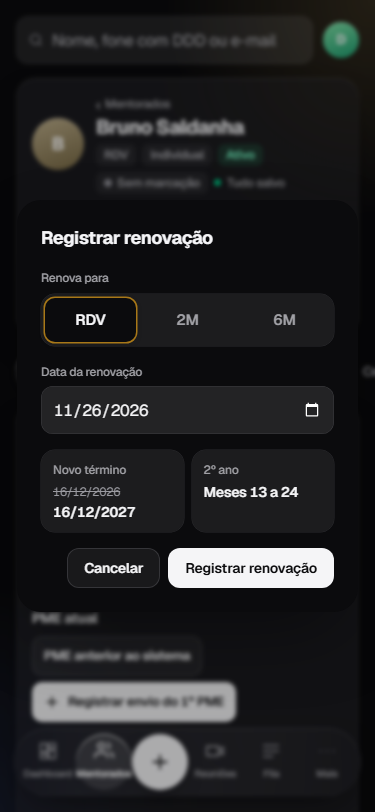 Nome, fone com DDD ou e-mail
Mentorados
Bruno Saldanha
RDV Individual Ativo
Sem marcação Tudo salvo
Registrar renovação
Renova para
RDV 2M 6M
Data da renovação
11/26/2026
Novo término
16/12/2026
16/12/2027
2º ano
Meses 13 a 24
Cancelar Registrar renovação
PME atual
PME anterior ao sistema
+ Registrar envio do 1º PME
Dashboard Mentorados + Reuniões Fila Mais